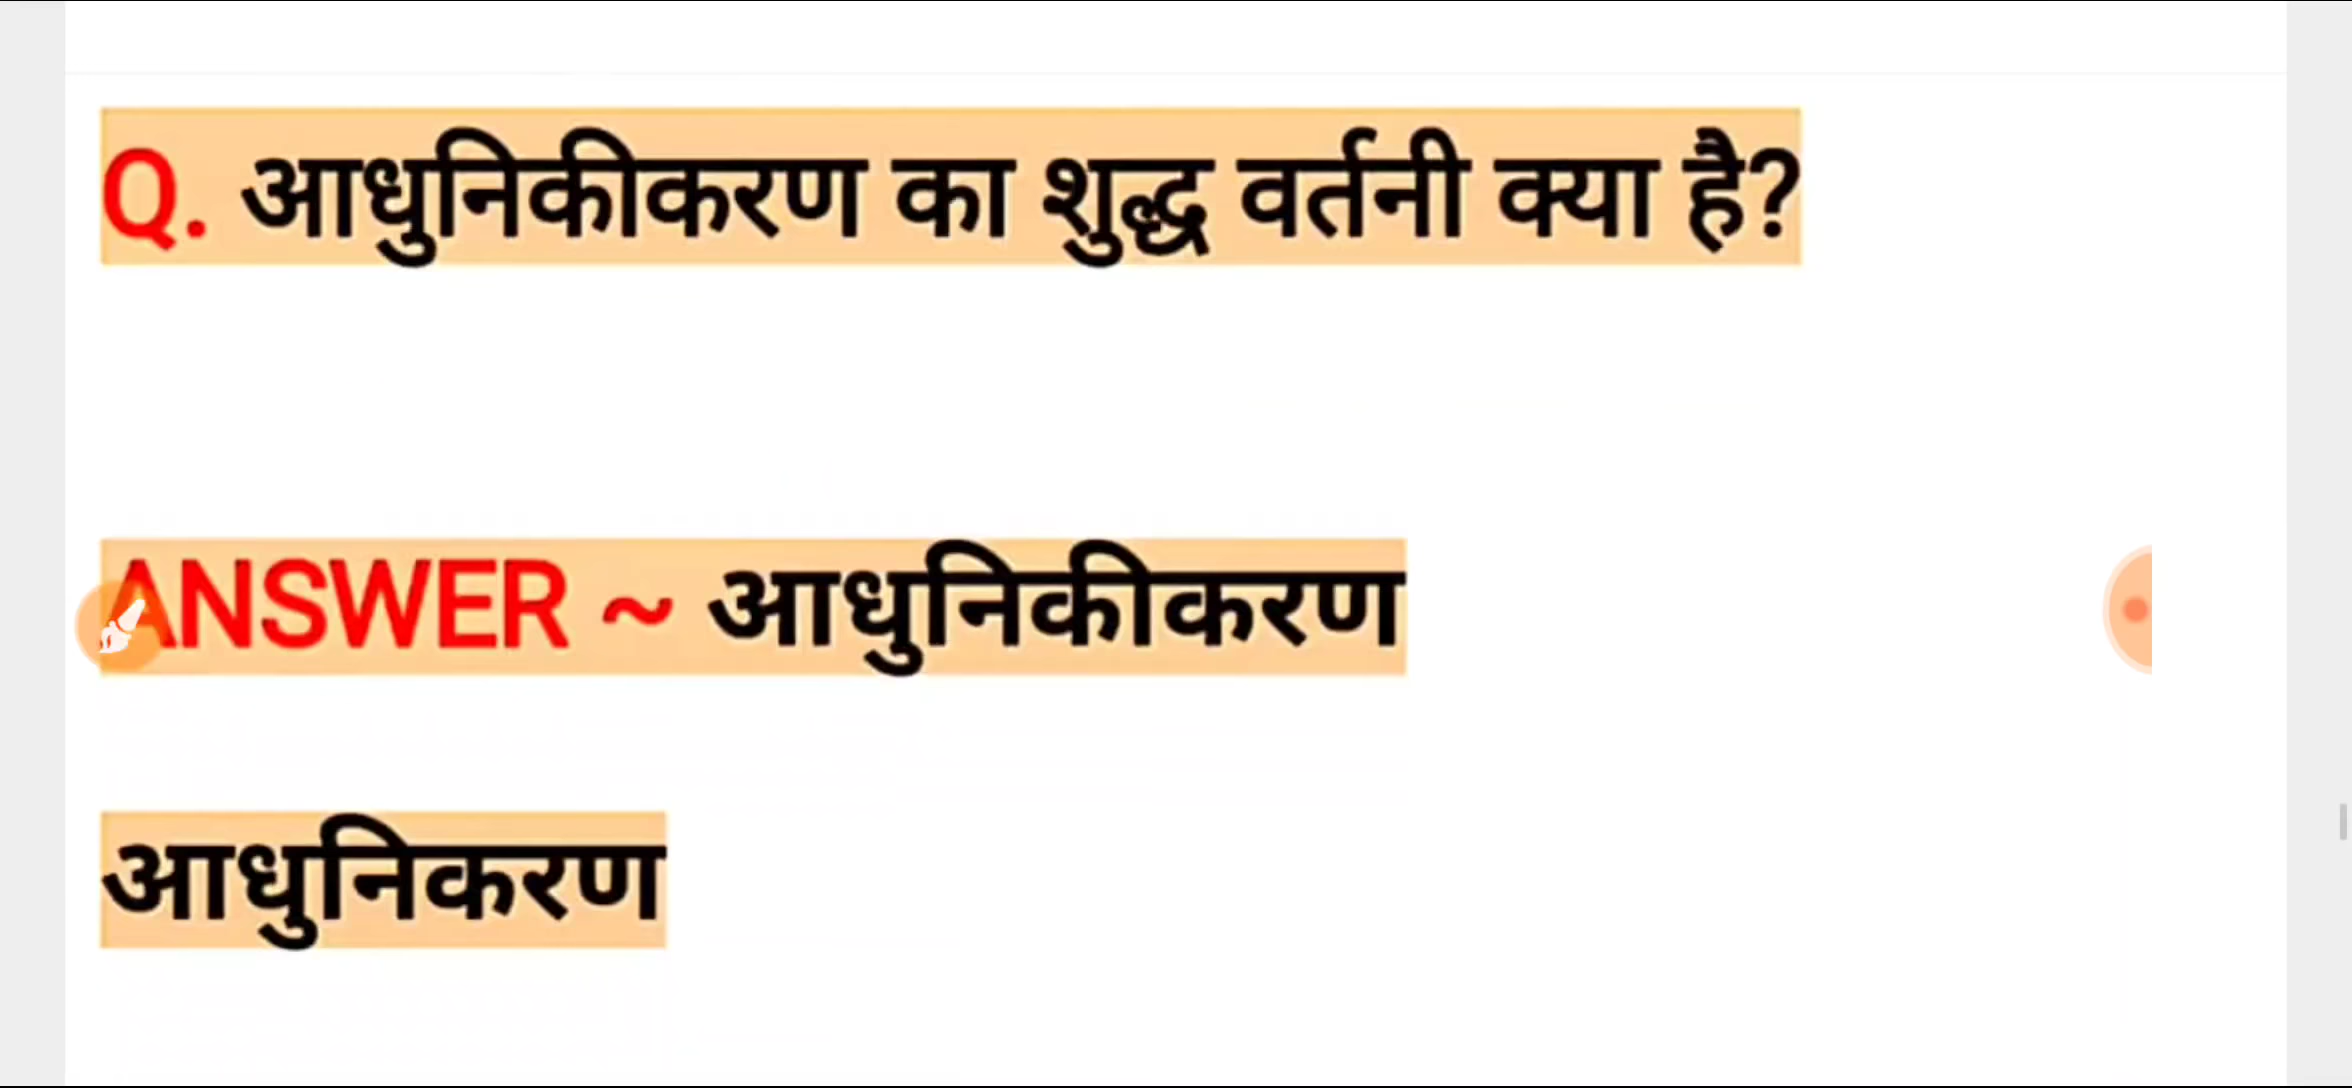 Q. आधुनिकीकरण का शुद्ध वर्तनी क्या है?
ANSWER ~ आधुनिकीकरण
आधुनिकरण